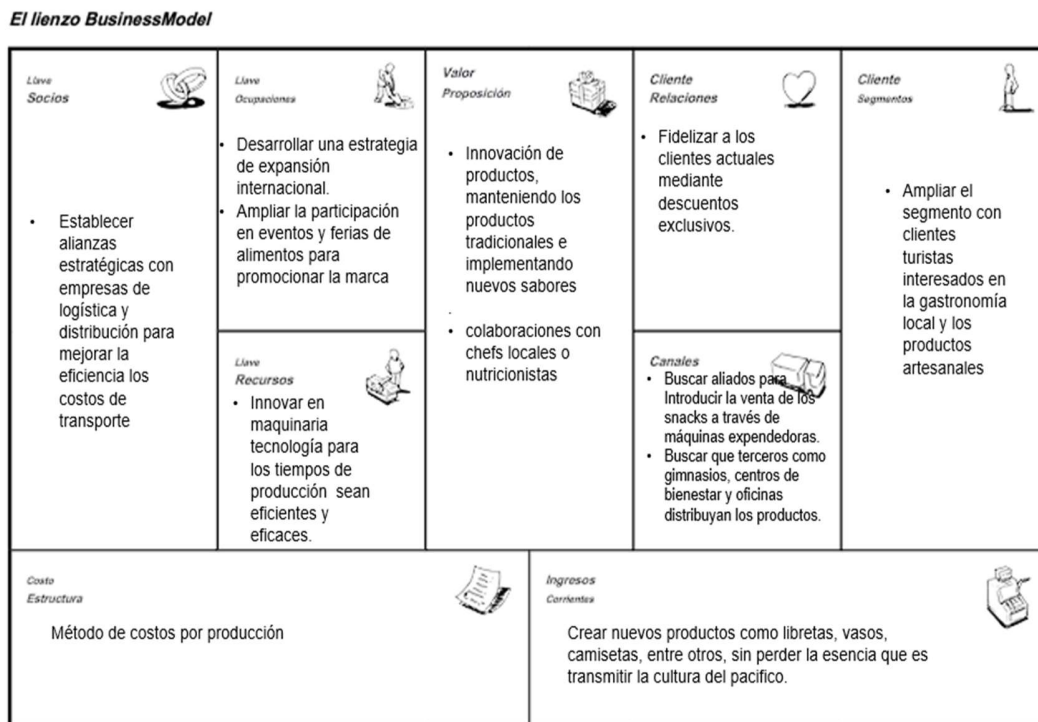 El lienzo BusinessModel
Llave
Socios
• Establecer
alianzas
estratégicas con
empresas de
logística y
distribución para
mejorar la
eficiencia los
costos de
transporte
Llave
Ocupaciones
• Desarrollar una estrategia
de expansión
internacional.
• Ampliar la participación
en eventos y ferias de
alimentos para
promocionar la marca
Llave
Recursos
• Innovar en
maquinaria
tecnología para
los tiempos de
producción sean
eficientes y
eficaces.
Valor
Proposición
• Innovación de
productos,
manteniendo los
productos
tradicionales e
implementando
nuevos sabores
.
• colaboraciones con
chefs locales o
nutricionistas
Cliente
Relaciones
• Fidelizar a los
clientes actuales
mediante
descuentos
exclusivos.
Canales
• Buscar aliados para
Introducir la venta de los
snacks a través de
máquinas expendedoras.
• Buscar que terceros como
gimnasios, centros de
bienestar y oficinas
distribuyan los productos.
Cliente
Segmentos
• Ampliar el
segmento con
clientes
turistas
interesados en
la gastronomía
local y los
productos
artesanales
Costo
Estructura
Método de costos por producción
Ingresos
Corrientes
Crear nuevos productos como libretas, vasos,
camisetas, entre otros, sin perder la esencia que es
transmitir la cultura del pacifico.